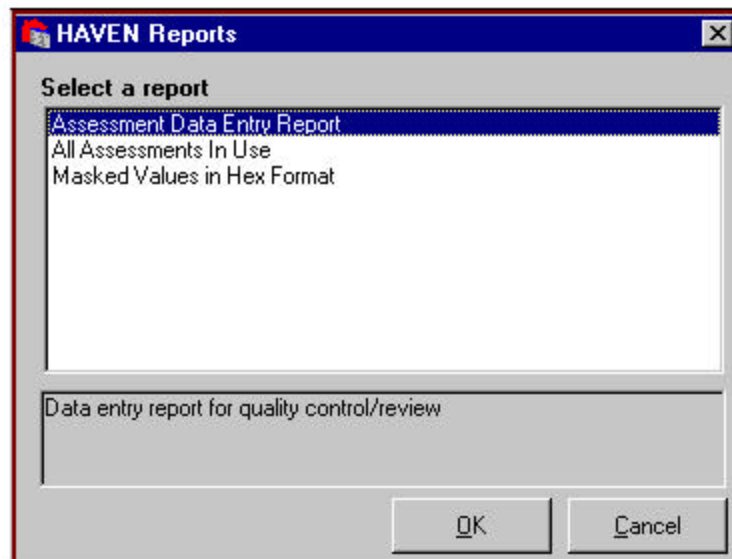 HAVEN Reports
Select a report
Assessment Data Entry Report
All Assessments In Use
Masked Values in Hex Format
Data entry report for quality control/review
OK Cancel